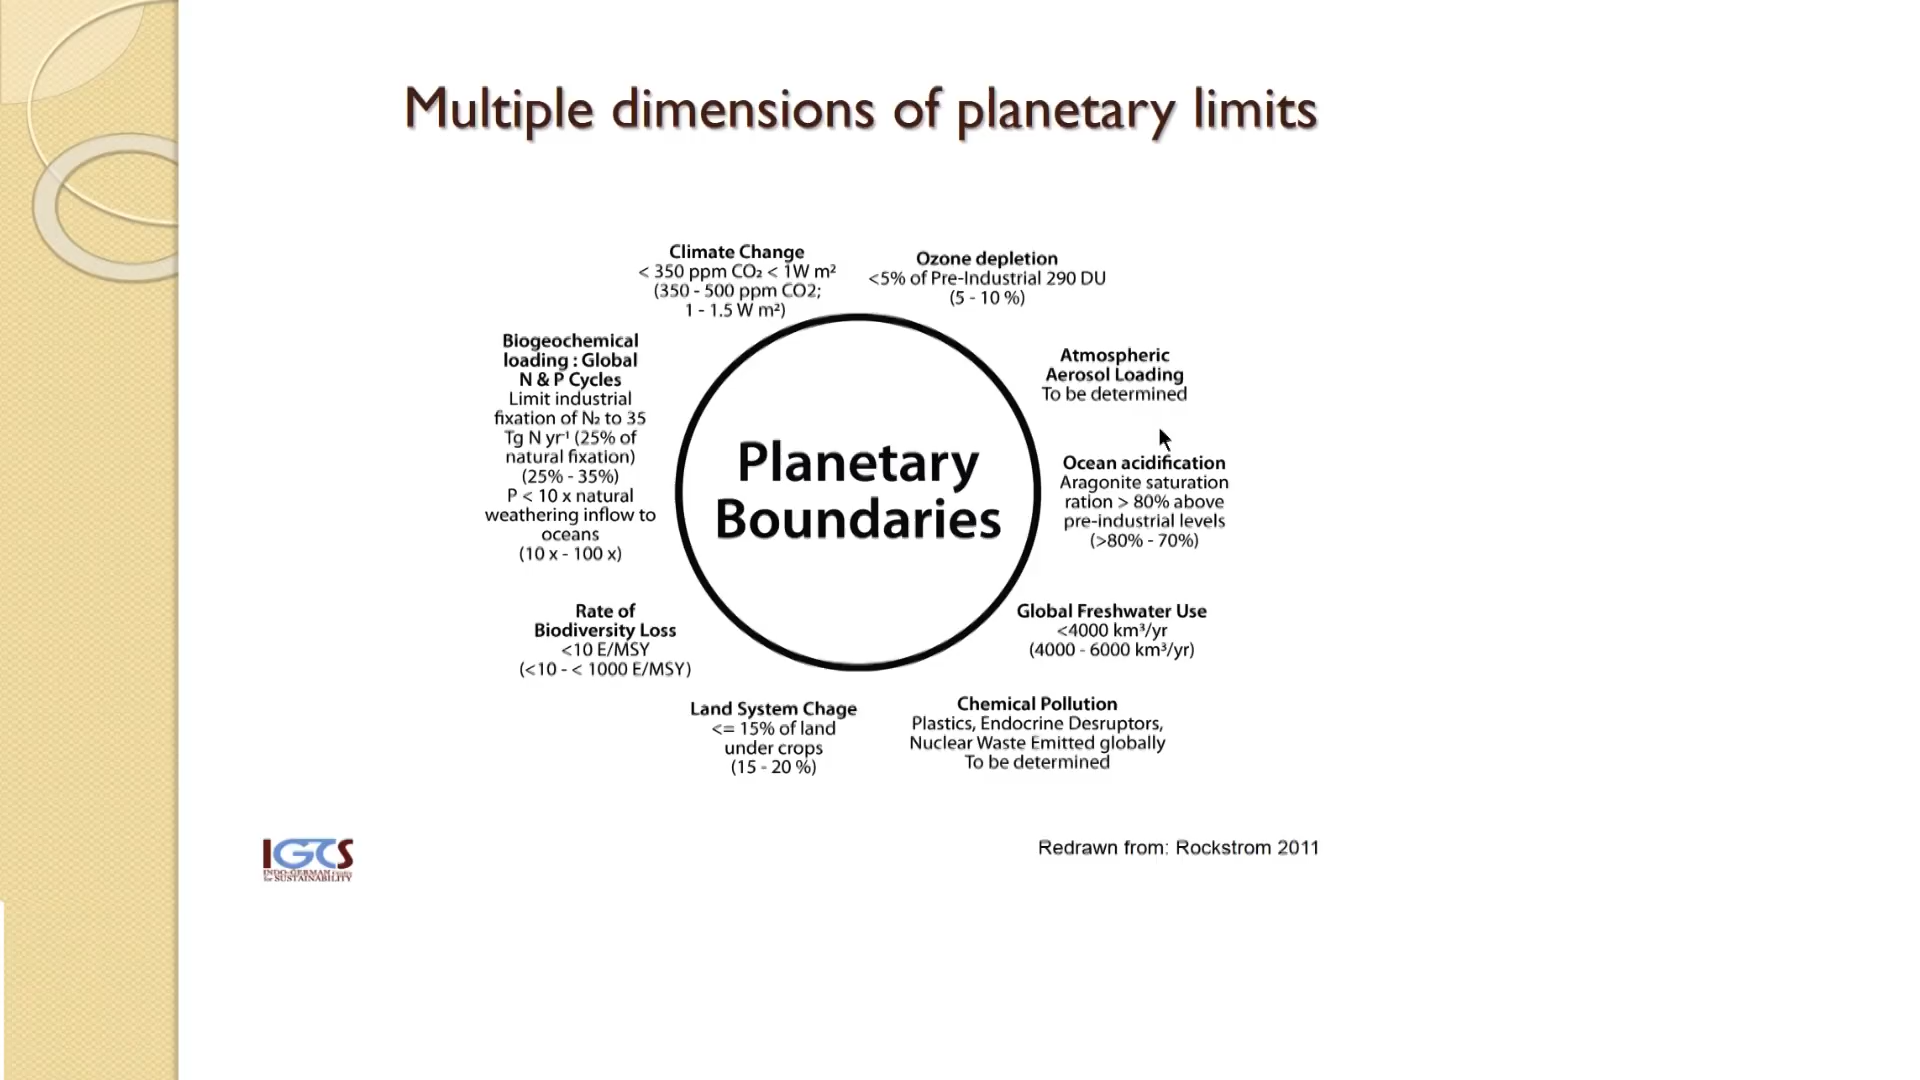 Multiple dimensions of planetary limits
Climate Change
< 350 ppm CO₂ < 1W m²
(350 - 500 ppm CO2;
1 - 1.5 W m²)
Ozone depletion
<5% of Pre-Industrial 290 DU
(5 - 10 %)
Atmospheric
Aerosol Loading
To be determined
Ocean acidification
Aragonite saturation
ration > 80% above
pre-industrial levels
(>80% - 70%)
Global Freshwater Use
<4000 km³/yr
(4000 - 6000 km³/yr)
Chemical Pollution
Plastics, Endocrine Desruptors,
Nuclear Waste Emitted globally
To be determined
Land System Chage
<= 15% of land
under crops
(15 - 20 %)
Rate of
Biodiversity Loss
<10 E/MSY
(<10 - < 1000 E/MSY)
Biogeochemical
loading : Global
N & P Cycles
Limit industrial
fixation of N₂ to 35
Tg N yr⁻¹ (25% of
natural fixation)
(25% - 35%)
P < 10 x natural
weathering inflow to
oceans
(10 x - 100 x)
Planetary
Boundaries
IGCS
INDO-GERMAN
for SUSTAINABILITY
Redrawn from: Rockstrom 2011